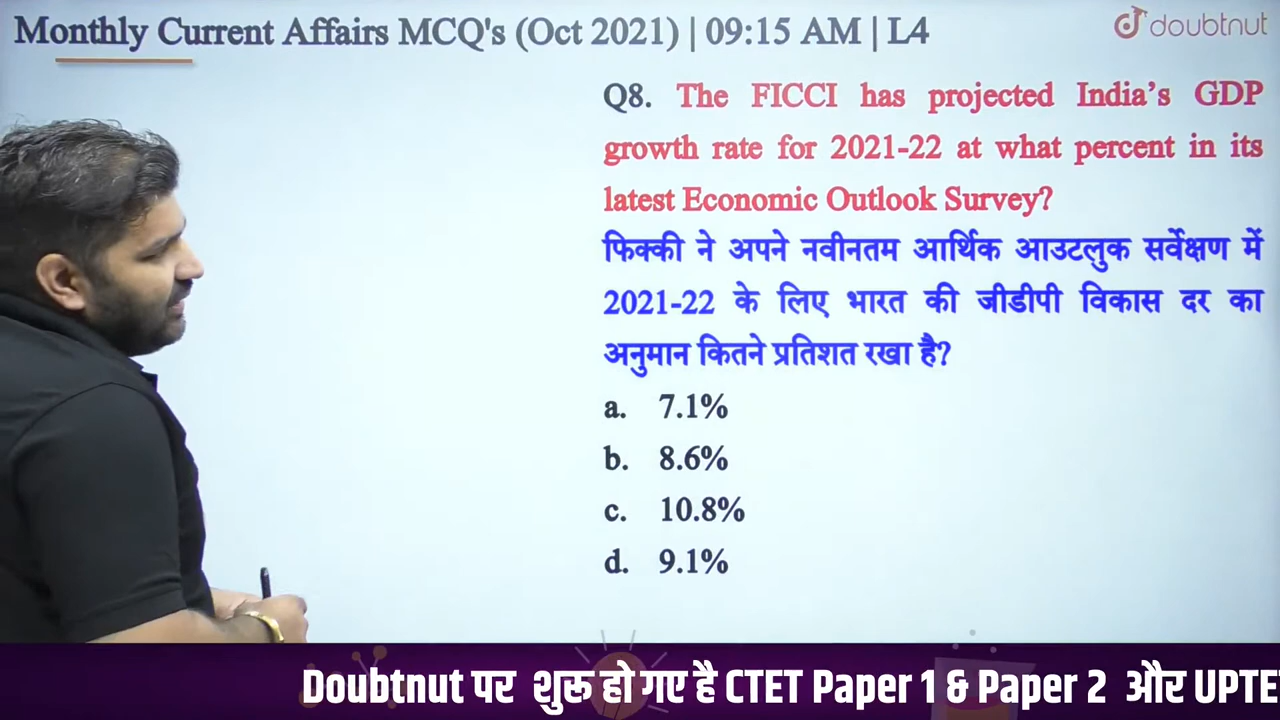 Monthly Current Affairs MCQ's (Oct 2021) | 09:15 AM | L4
doubtnut
Q8. The FICCI has projected India’s GDP
growth rate for 2021-22 at what percent in its
latest Economic Outlook Survey?
फिक्की ने अपने नवीनतम आर्थिक आउटलुक सर्वेक्षण में
2021-22 के लिए भारत की जीडीपी विकास दर का
अनुमान कितने प्रतिशत रखा है?
a. 7.1%
b. 8.6%
c. 10.8%
d. 9.1%
Doubtnut पर शुरू हो गए है CTET Paper 1 & Paper 2 और UPTE